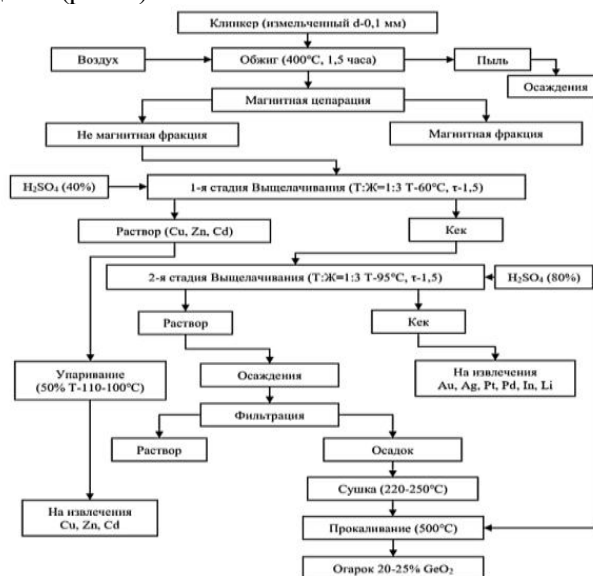 Клинкер (измельченный d-0,1 мм)
Воздух
Обжиг (400°C, 1,5 часа)
Пыль
Осаждения
Магнитная цепарация
Не магнитная фракция
Магнитная фракция
H₂SO₄ (40%)
1-я стадия Выщелачивания (Т:Ж=1:3 Т-60°C, τ-1,5)
Раствор (Cu, Zn, Cd)
Кек
2-я стадия Выщелачивания (Т:Ж=1:3 Т-95°C, τ-1,5)
H₂SO₄ (80%)
Раствор
Кек
Упаривание
(50% Т-110-100°C)
Осаждения
На извлечения
Au, Ag, Pt, Pd, In, Li
Фильтрация
Раствор
Осадок
Сушка (220-250°C)
На извлечения
Cu, Zn, Cd
Прокаливание (500°C)
Огарок 20-25% GeO₂